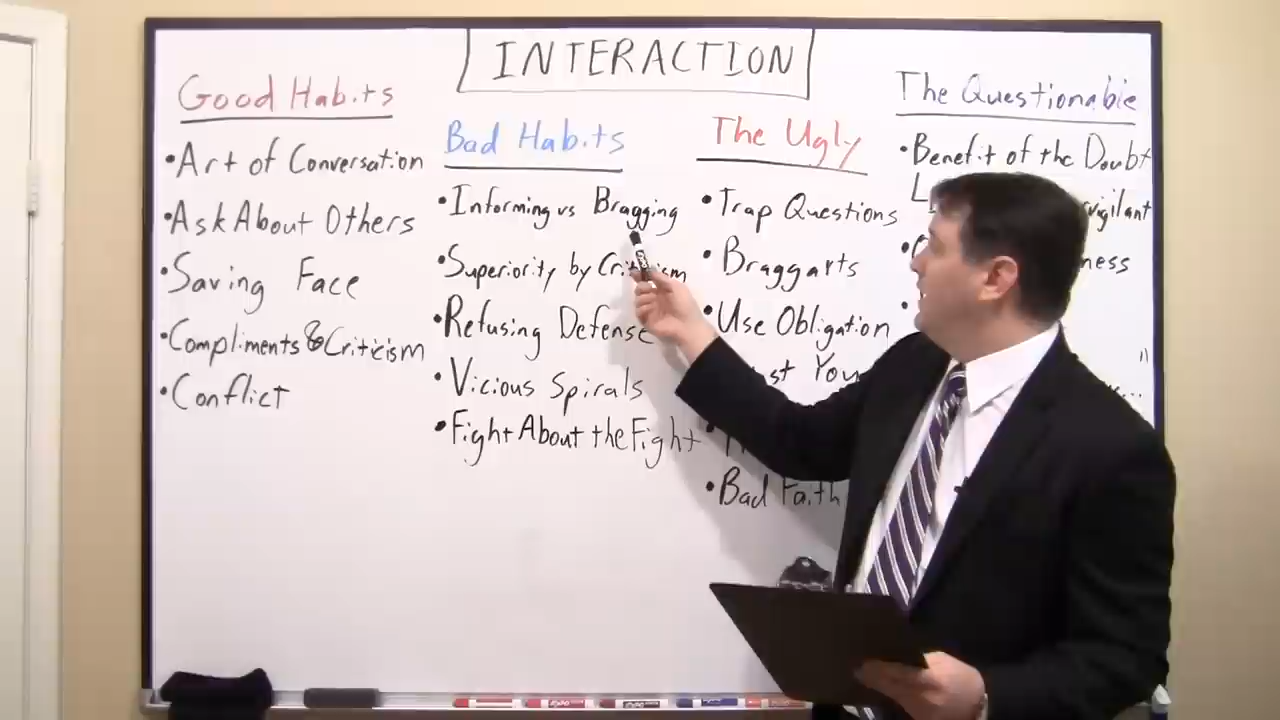 INTERACTION
Good Habits
• Art of Conversation
• Ask About Others
• Saving Face
• Compliments & Criticism
• Conflict
Bad Habits
• Informing vs Bragging
• Superiority by Criticism
• Refusing Defense
• Vicious Spirals
• Fight About the Fight
The Ugly
• Trap Questions
• Braggarts
• Use Obligation
• Bad Faith
The Questionable
• Benefit of the Doubt